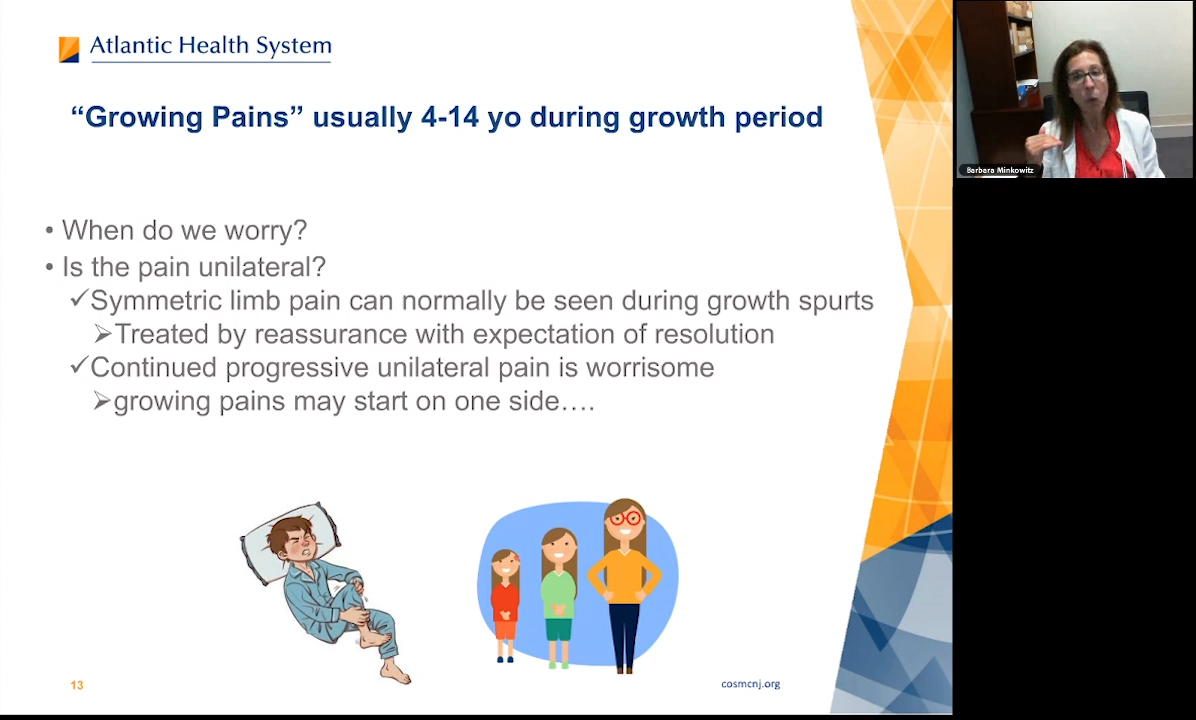 Atlantic Health System
“Growing Pains” usually 4-14 yo during growth period
• When do we worry?
• Is the pain unilateral?
✓Symmetric limb pain can normally be seen during growth spurts
➢Treated by reassurance with expectation of resolution
✓Continued progressive unilateral pain is worrisome
➢growing pains may start on one side….
13
cosmcnj.org
Barbara Minkowitz